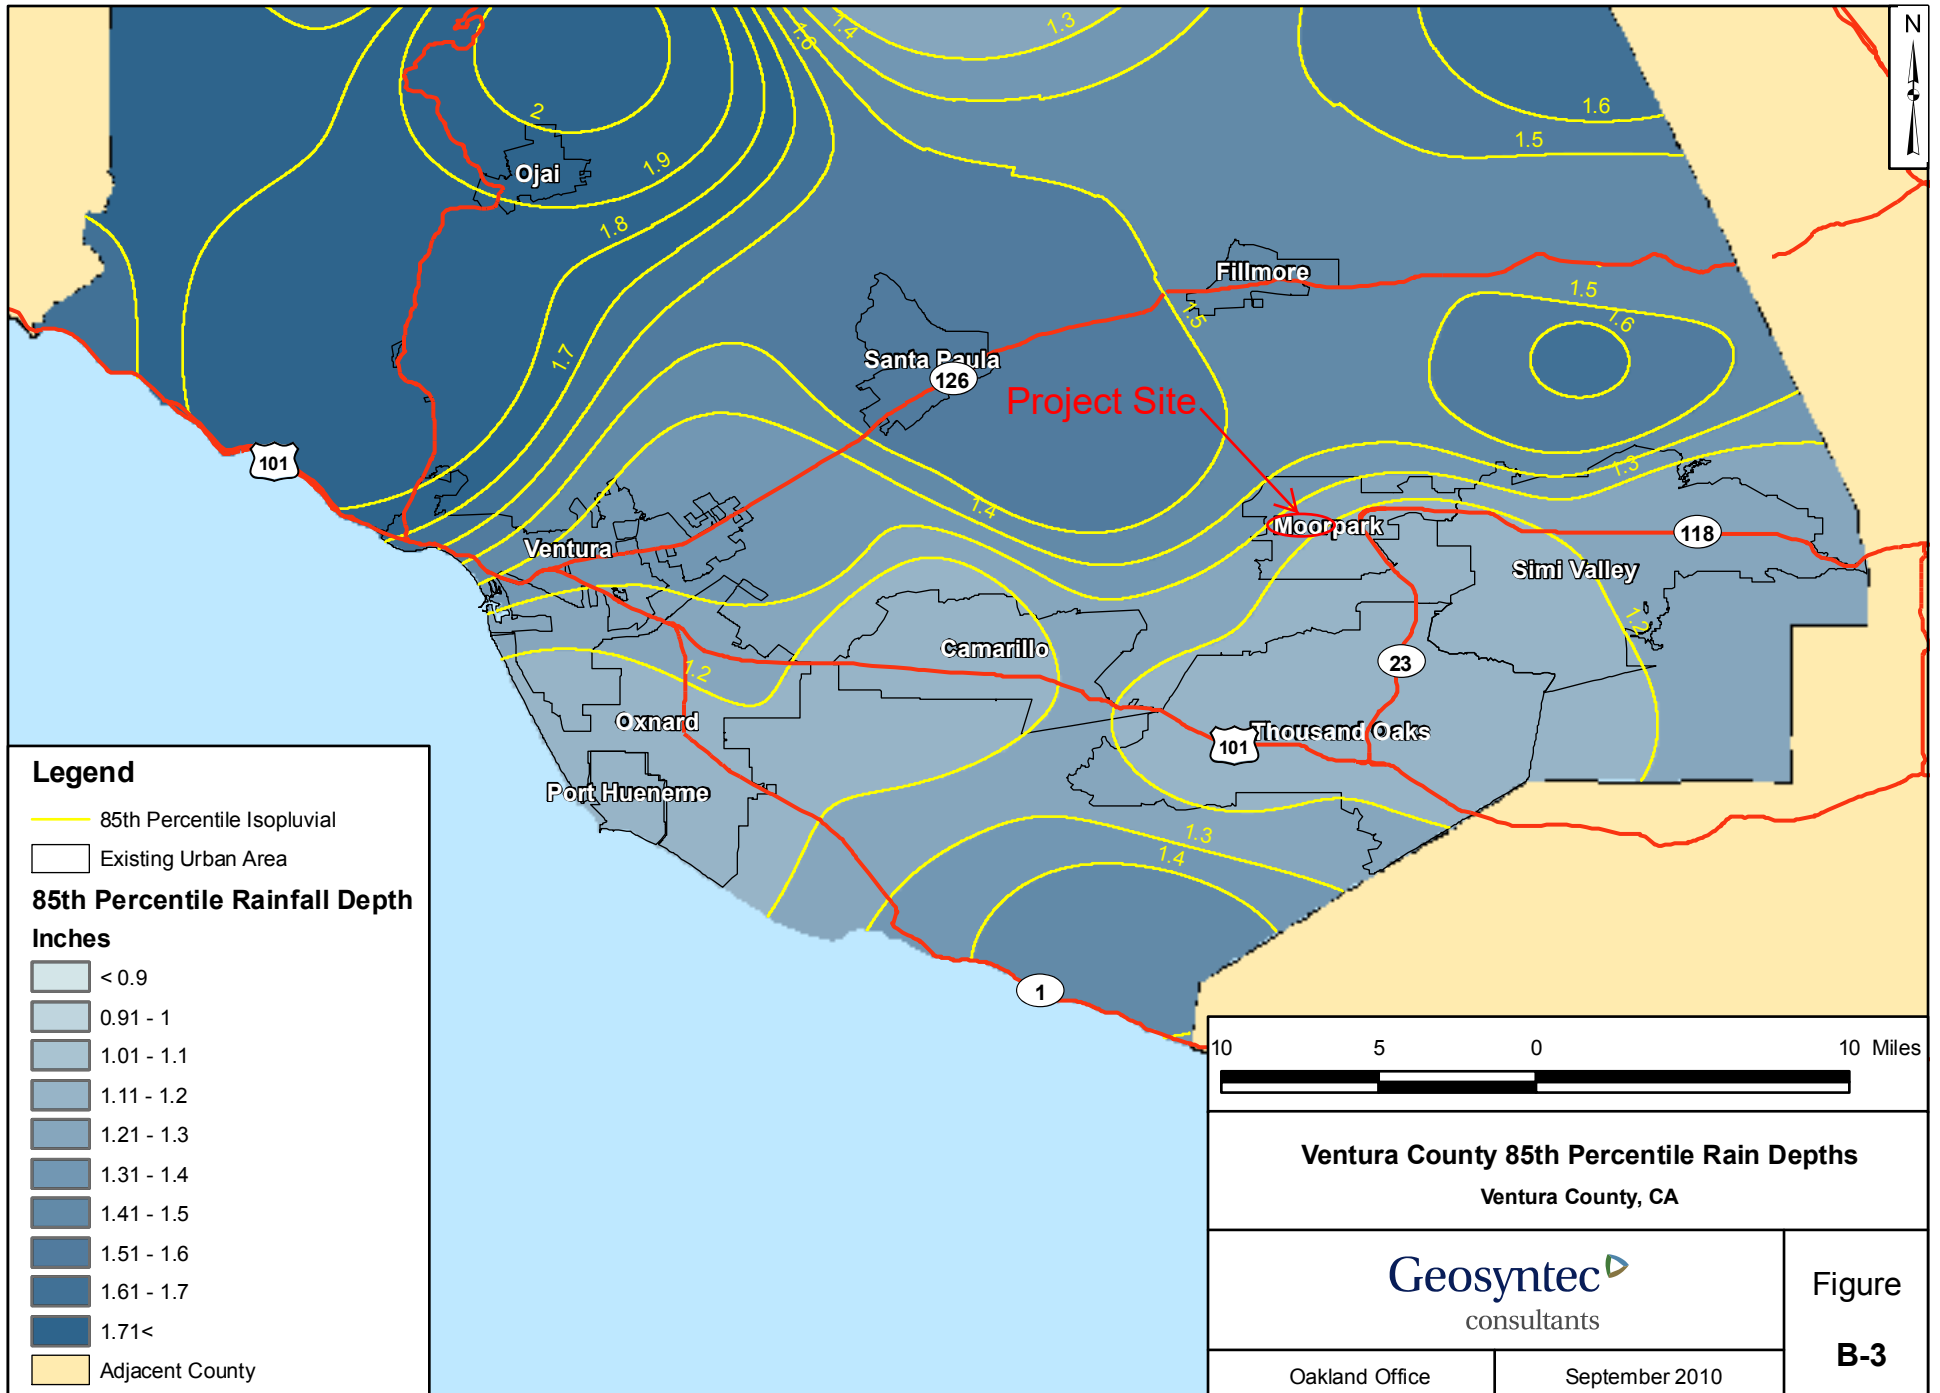 N
1.3
1.4
1.6
1.6
1.5
2
1.9
Ojai
1.8
Fillmore
1.5
1.5
1.6
1.7
Santa Paula
126
Project Site
101
1.3
1.4
Moorpark
118
Ventura
Simi Valley
1.2
Camarillo
23
1.2
Oxnard
Thousand Oaks
101
Port Hueneme
1.3
1.4
1
Legend
85th Percentile Isopluvial
Existing Urban Area
85th Percentile Rainfall Depth
Inches
< 0.9
0.91 - 1
1.01 - 1.1
1.11 - 1.2
1.21 - 1.3
1.31 - 1.4
1.41 - 1.5
1.51 - 1.6
1.61 - 1.7
1.71<
Adjacent County
10 5 0 10 Miles
Ventura County 85th Percentile Rain Depths
Ventura County, CA
Geosyntec
consultants
Figure
B-3
Oakland Office
September 2010